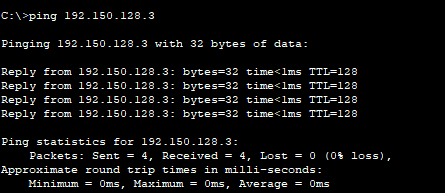 C:\>ping 192.150.128.3
Pinging 192.150.128.3 with 32 bytes of data:
Reply from 192.150.128.3: bytes=32 time<1ms TTL=128
Reply from 192.150.128.3: bytes=32 time<1ms TTL=128
Reply from 192.150.128.3: bytes=32 time<1ms TTL=128
Reply from 192.150.128.3: bytes=32 time<1ms TTL=128
Ping statistics for 192.150.128.3:
    Packets: Sent = 4, Received = 4, Lost = 0 (0% loss),
Approximate round trip times in milli-seconds:
    Minimum = 0ms, Maximum = 0ms, Average = 0ms